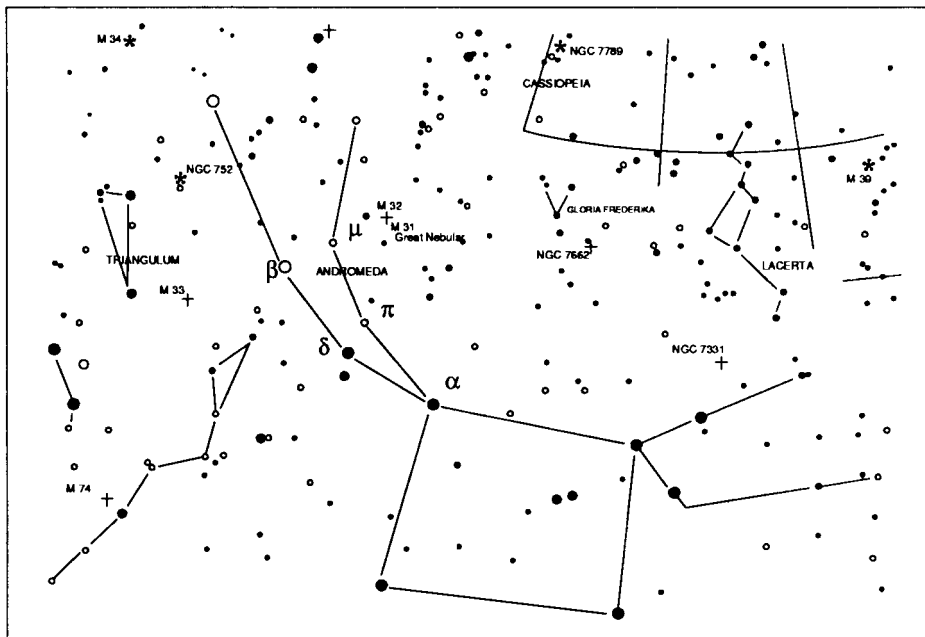 M 34
NGC 7789
CASSIOPEIA
NGC 752
M 39
M 32
M 31
Great Nebular
μ
GLORIA FREDERIKA
NGC 7662
TRIANGULUM
β
ANDROMEDA
LACERTA
M 33
π
δ
NGC 7331
α
M 74